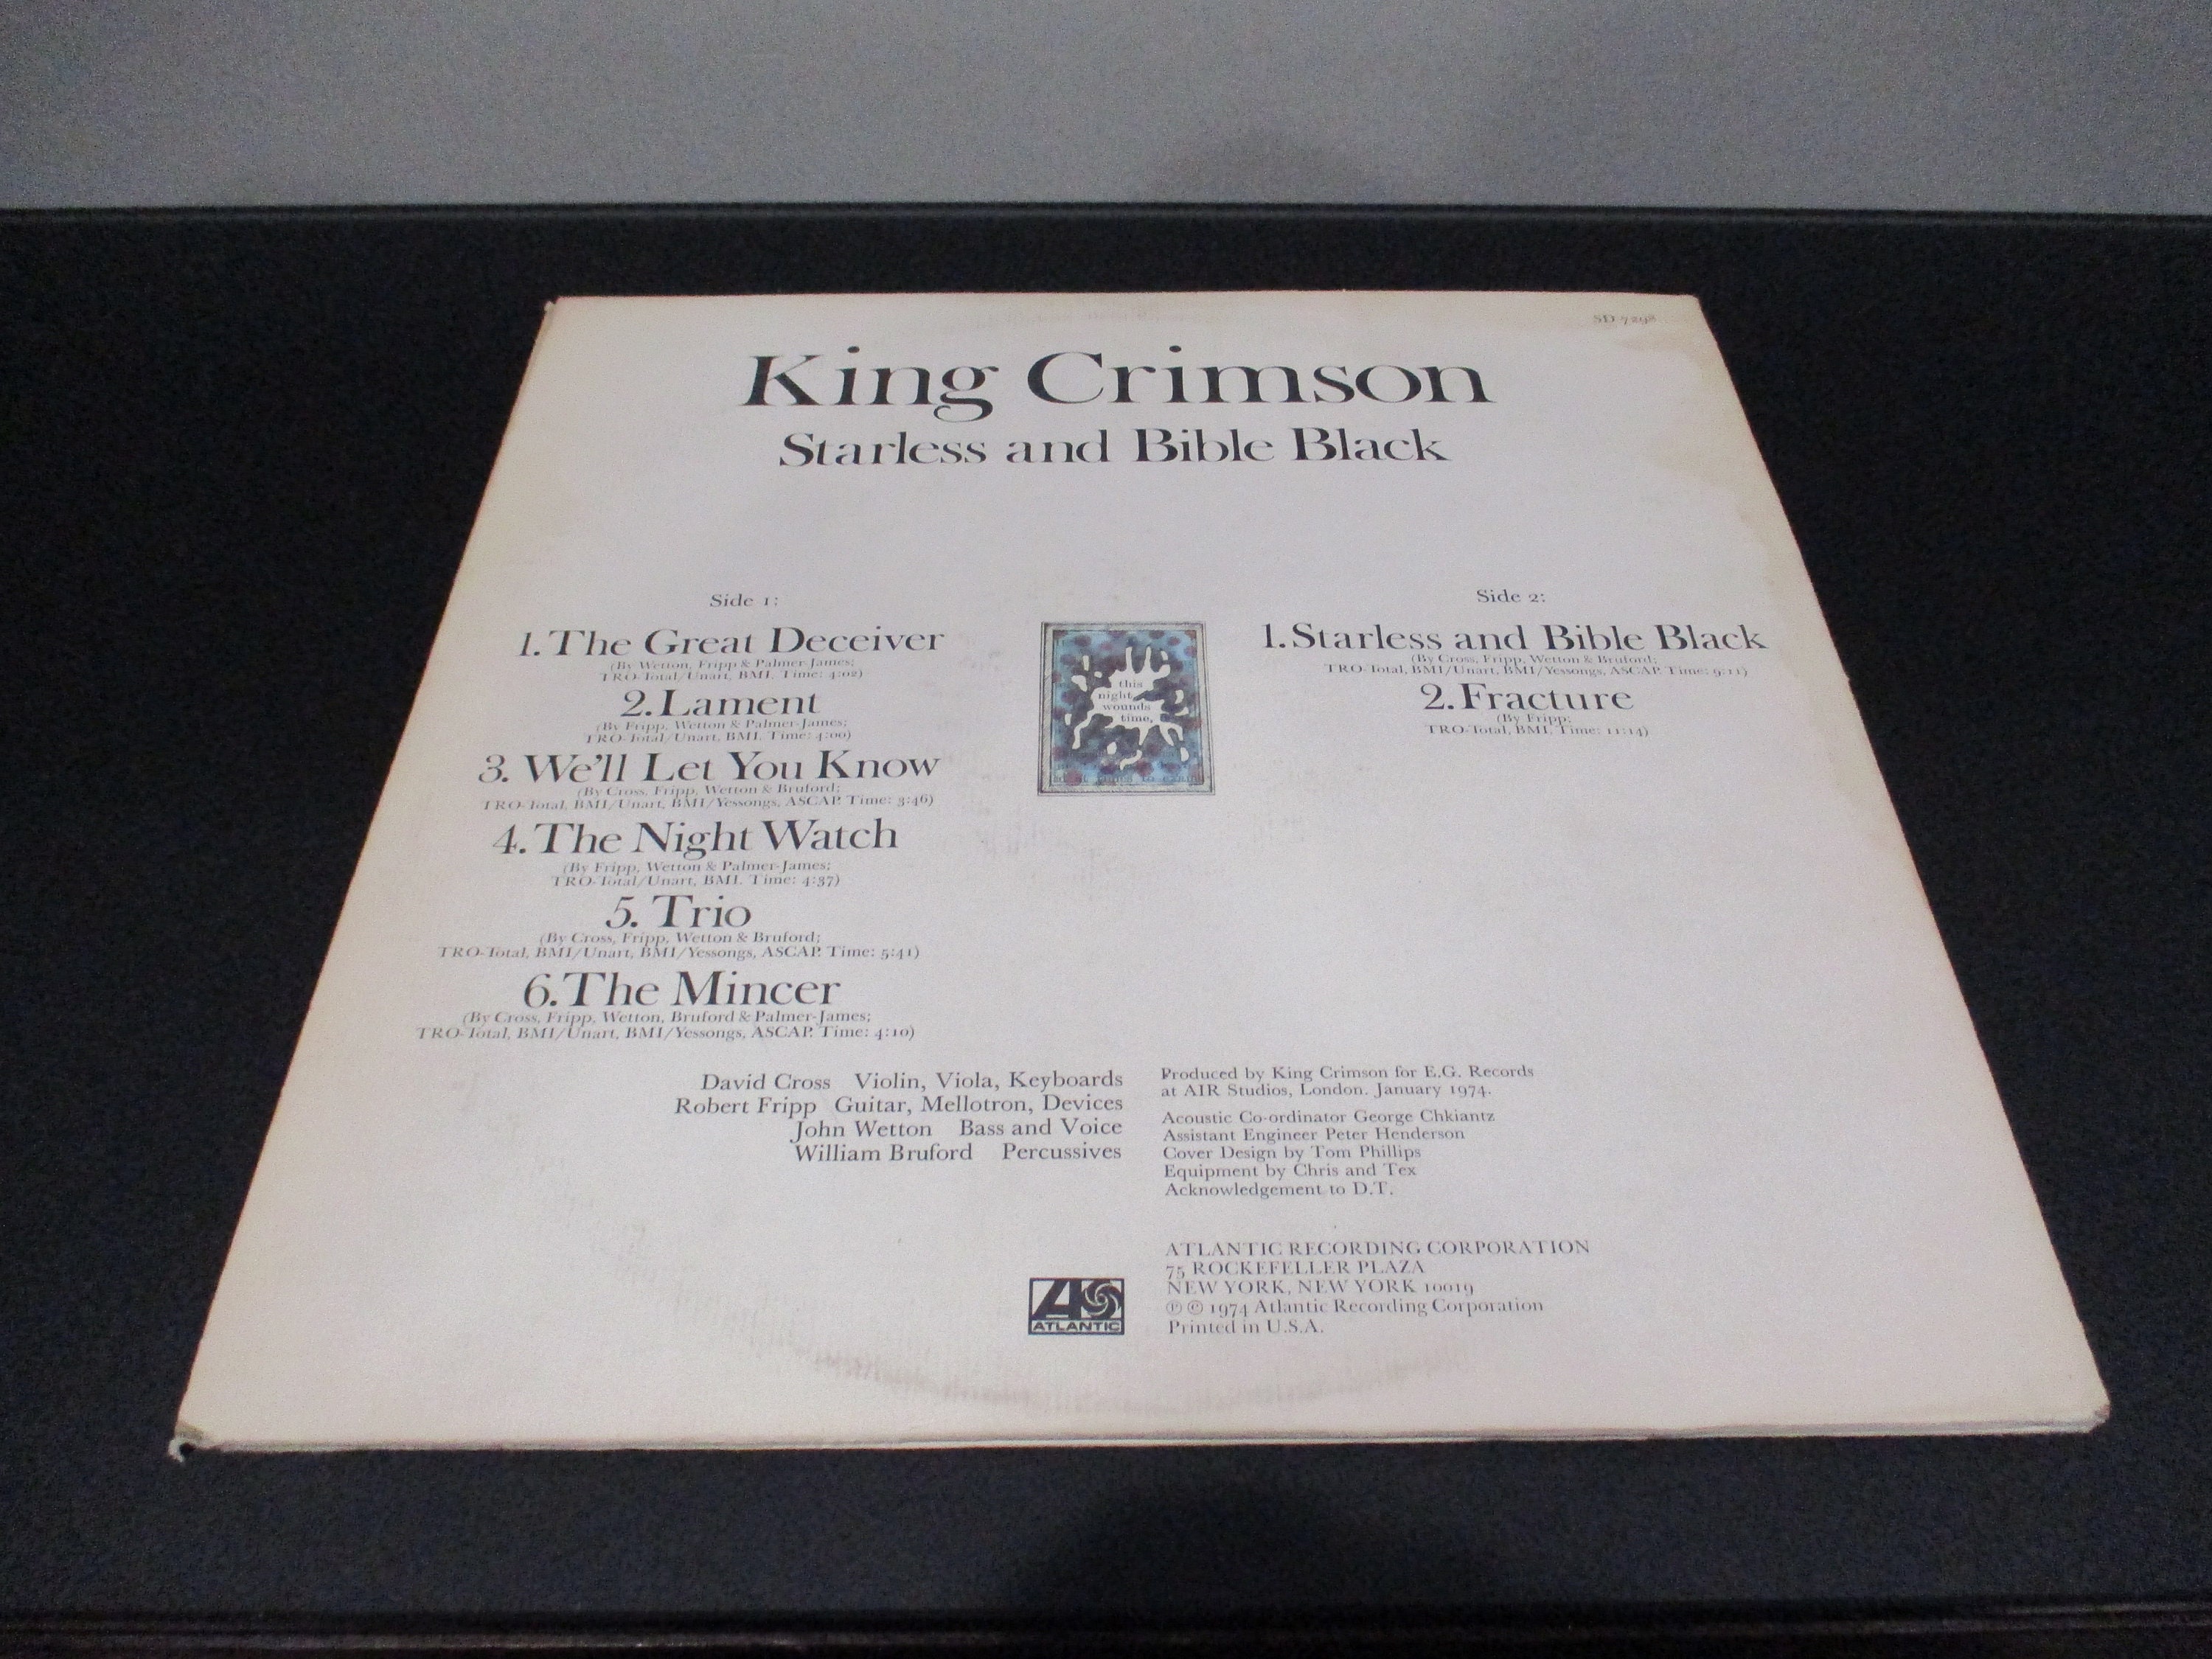 SD 7298
King Crimson
Starless and Bible Black
Side 1:
1. The Great Deceiver
(By Wetton, Fripp & Palmer-James;
TRO-Total/Unart, BMI. Time: 4:02)
2. Lament
(By Fripp, Wetton & Palmer-James;
TRO-Total/Unart, BMI. Time: 4:00)
3. We'll Let You Know
(By Cross, Fripp, Wetton & Bruford;
TRO-Total, BMI/Unart, BMI/Yessongs, ASCAP. Time: 3:46)
4. The Night Watch
(By Fripp, Wetton & Palmer-James;
TRO-Total/Unart, BMI. Time: 4:37)
5. Trio
(By Cross, Fripp, Wetton & Bruford;
TRO-Total, BMI/Unart, BMI/Yessongs, ASCAP. Time: 5:41)
6. The Mincer
(By Cross, Fripp, Wetton, Bruford & Palmer-James;
TRO-Total, BMI/Unart, BMI/Yessongs, ASCAP. Time: 4:10)
this
night
wounds
time,
Side 2:
1. Starless and Bible Black
(By Cross, Fripp, Wetton & Bruford;
TRO-Total, BMI/Unart, BMI/Yessongs, ASCAP. Time: 9:11)
2. Fracture
(By Fripp;
TRO-Total, BMI. Time: 11:14)
David Cross Violin, Viola, Keyboards
Robert Fripp Guitar, Mellotron, Devices
John Wetton Bass and Voice
William Bruford Percussives
Produced by King Crimson for E.G. Records
at AIR Studios, London. January 1974.
Acoustic Co-ordinator George Chkiantz
Assistant Engineer Peter Henderson
Cover Design by Tom Phillips
Equipment by Chris and Tex
Acknowledgement to D.T.
ATLANTIC
ATLANTIC RECORDING CORPORATION
75 ROCKEFELLER PLAZA
NEW YORK, NEW YORK 10019
℗ © 1974 Atlantic Recording Corporation
Printed in U.S.A.